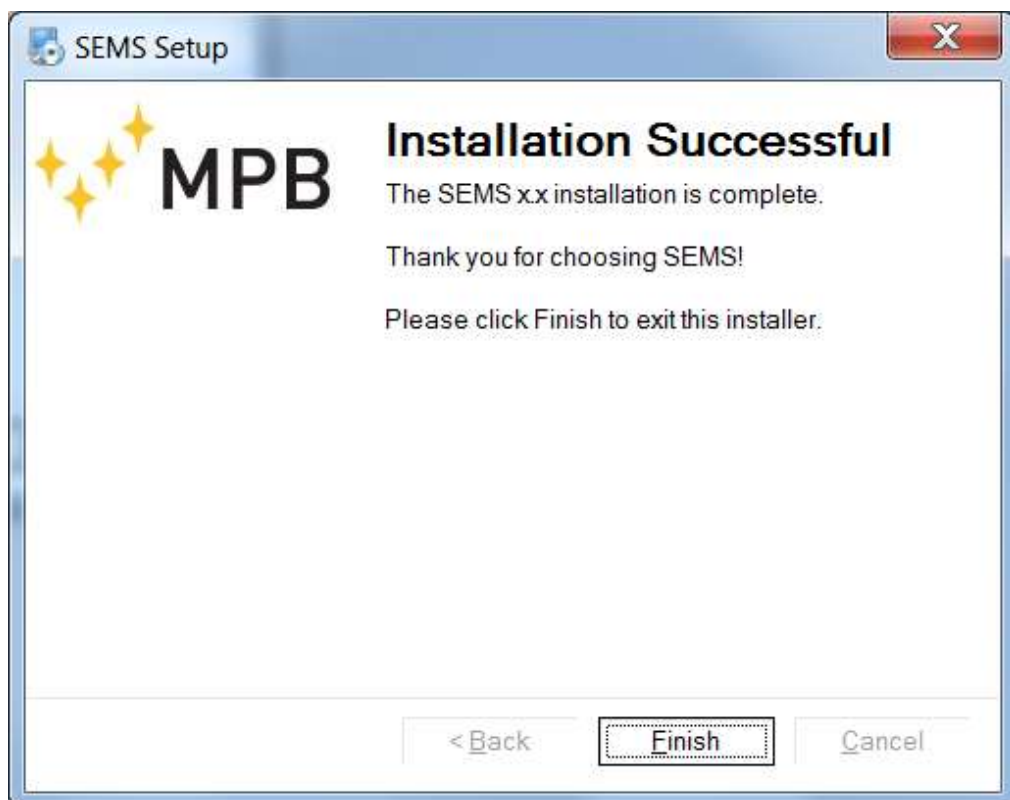 SEMS Setup
MPB
Installation Successful
The SEMS x.x installation is complete.
Thank you for choosing SEMS!
Please click Finish to exit this installer.
< Back Finish Cancel